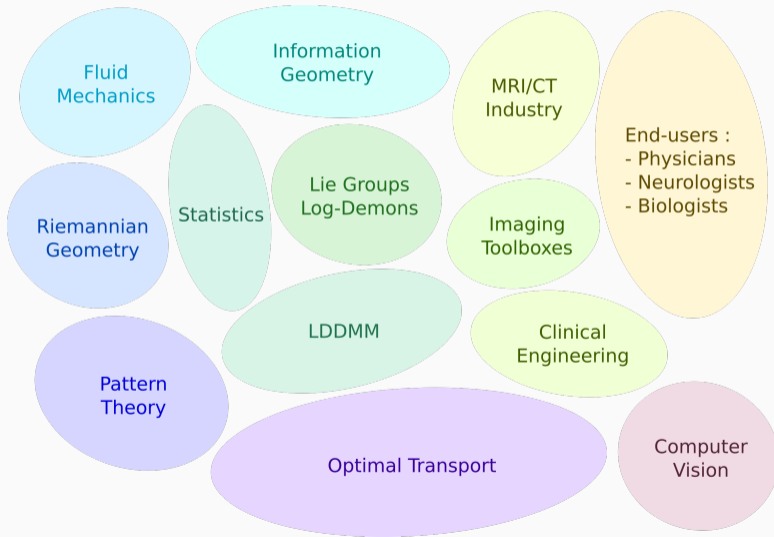 Fluid
Mechanics
Information
Geometry
MRI/CT
Industry
End-users :
- Physicians
- Neurologists
- Biologists
Statistics
Lie Groups
Log-Demons
Riemannian
Geometry
Imaging
Toolboxes
LDDMM
Clinical
Engineering
Pattern
Theory
Optimal Transport
Computer
Vision